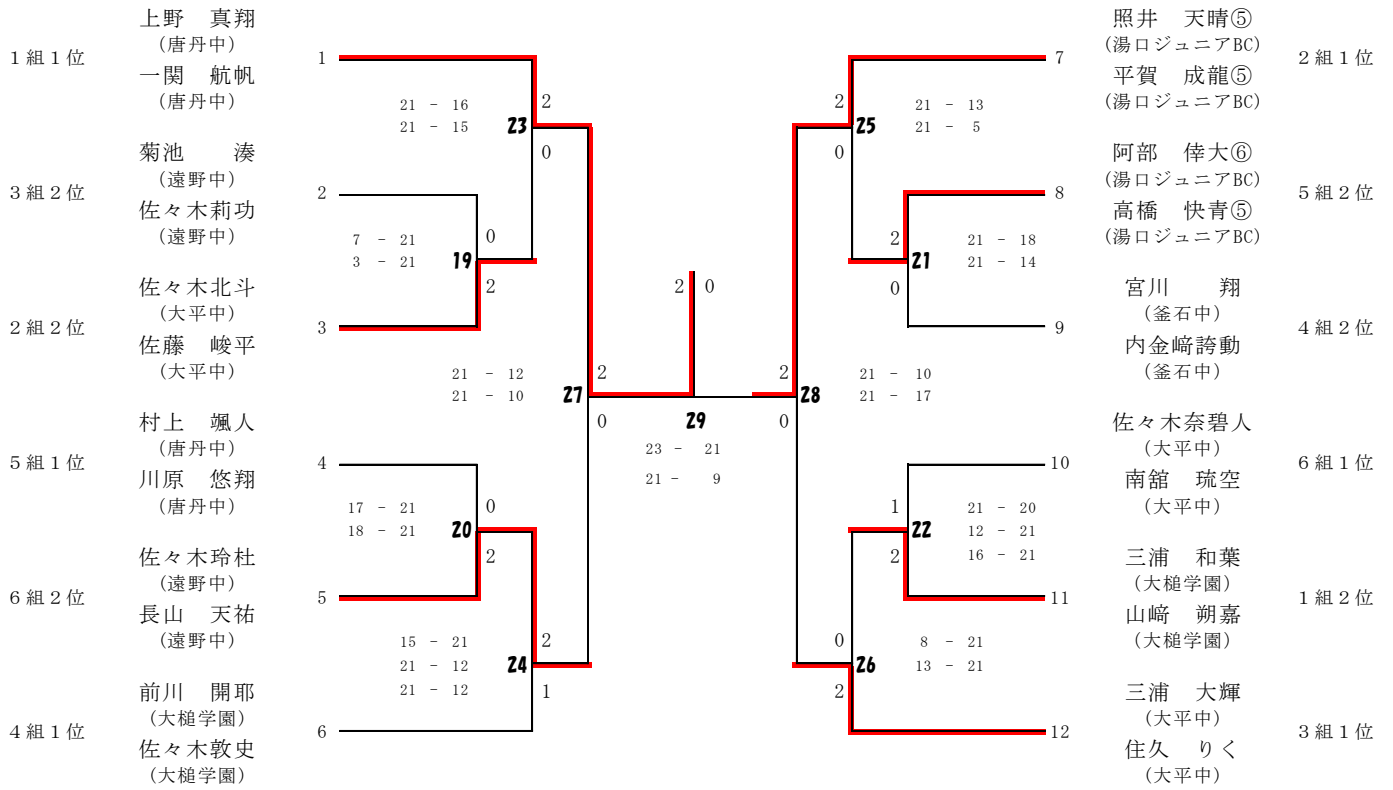 上野 真翔
(唐丹中)
1組1位
1
一関 航帆
(唐丹中)
21 - 16
21 - 15
23
2
0
菊池 湊
(遠野中)
3組2位
2
佐々木莉功
(遠野中)
7 - 21
3 - 21
19
0
2
佐々木北斗
(大平中)
2組2位
3
佐藤 峻平
(大平中)
21 - 12
21 - 10
27
2
0
村上 颯人
(唐丹中)
5組1位
4
川原 悠翔
(唐丹中)
17 - 21
18 - 21
20
0
2
佐々木玲杜
(遠野中)
6組2位
5
長山 天祐
(遠野中)
15 - 21
21 - 12
21 - 12
24
2
1
前川 開耶
(大槌学園)
4組1位
6
佐々木敦史
(大槌学園)
2 0
29
23 - 21
21 - 9
照井 天晴⑤
(湯口ジュニアBC)
7
2組1位
平賀 成龍⑤
(湯口ジュニアBC)
2
0
25
21 - 13
21 - 5
阿部 倖大⑥
(湯口ジュニアBC)
8
5組2位
高橋 快青⑤
(湯口ジュニアBC)
2
0
21
21 - 18
21 - 14
宮川 翔
(釜石中)
9
4組2位
内金﨑誇動
(釜石中)
2
0
28
21 - 10
21 - 17
佐々木奈碧人
(大平中)
10
6組1位
南舘 琉空
(大平中)
1
2
22
21 - 20
12 - 21
16 - 21
三浦 和葉
(大槌学園)
11
1組2位
山﨑 朔嘉
(大槌学園)
0
2
26
8 - 21
13 - 21
三浦 大輝
(大平中)
12
3組1位
住久 りく
(大平中)